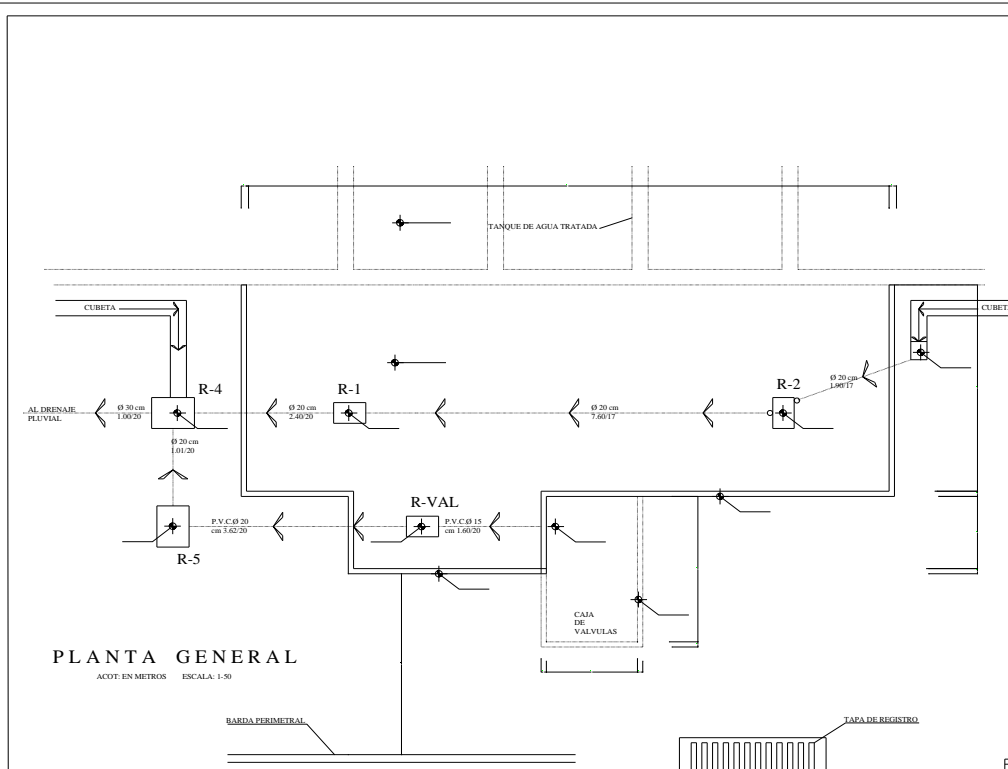 TANQUE DE AGUA TRATADA
CUBETA
CUBETA
R-4
R-1
R-2
Ø 20 cm
1.90/17
AL DRENAJE
PLUVIAL
Ø 30 cm
1.00/20
Ø 20 cm
2.40/20
Ø 20 cm
7.60/17
Ø 20 cm
1.01/20
R-VAL
P.V.C.Ø 20
cm 3.62/20
P.V.C.Ø 15
cm 1.60/20
R-5
CAJA
DE
VALVULAS
PLANTA GENERAL
ACOT: EN METROS ESCALA: 1-50
BARDA PERIMETRAL
TAPA DE REGISTRO